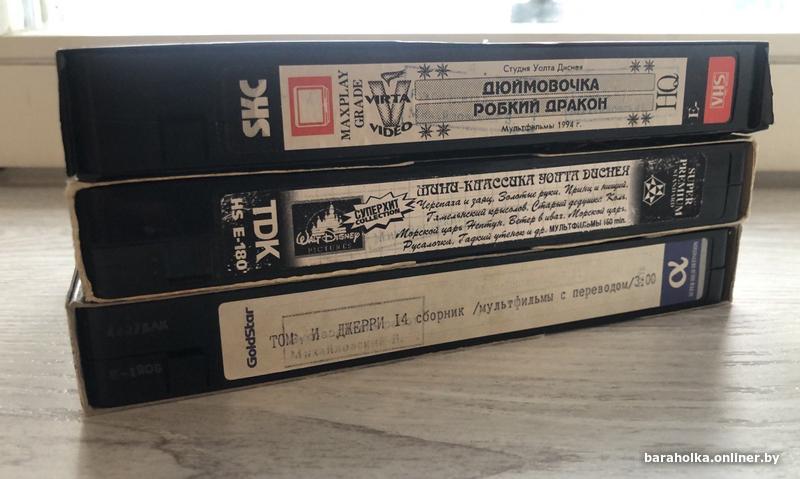 SKC
MAXPLAY
GRADE
VIRTA
VIDEO
Студия Уолта Диснея
ДЮЙМОВОЧКА
РОБКИЙ ДРАКОН
Мультфильмы 1994 г.
HQ
E-
TDK
HS E-180
WALT DISNEY
PICTURES
СУПЕРХИТ
COLLECTION
МИНИ-КЛАССИКА УОЛТА ДИСНЕЯ
Черепаха и заяц, Золотые руки, Принц и нищий,
Гамельнский крысолов, Старый дедушка Коль,
Морской царь Нептун, Ветер в ивах, Морской царь,
Русалочка, Гадкий утенок и др. МУЛЬТФИЛЬМЫ 180 min.
SUPER
PREMIUM
GoldStar
ТОМ И ДЖЕРРИ 14 сборник /мультфильмы с переводом/3:00
Михайловский
baraholka.onliner.by